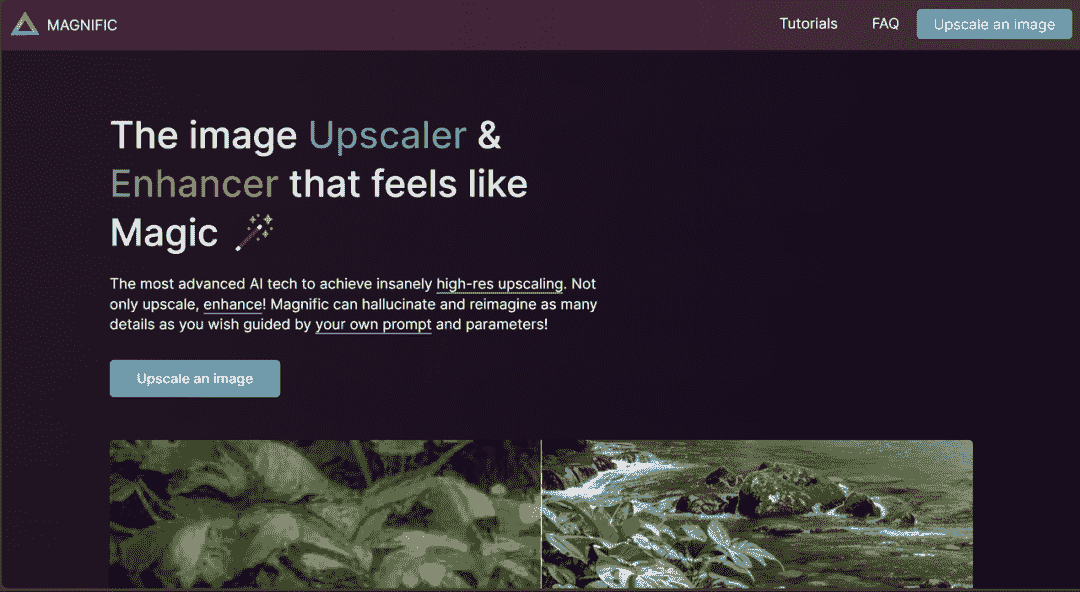 MAGNIFIC
Tutorials
FAQ
Upscale an image
The image Upscaler &
Enhancer that feels like
Magic
The most advanced AI tech to achieve insanely high-res upscaling. Not
only upscale, enhance! Magnific can hallucinate and reimagine as many
details as you wish guided by your own prompt and parameters!
Upscale an image